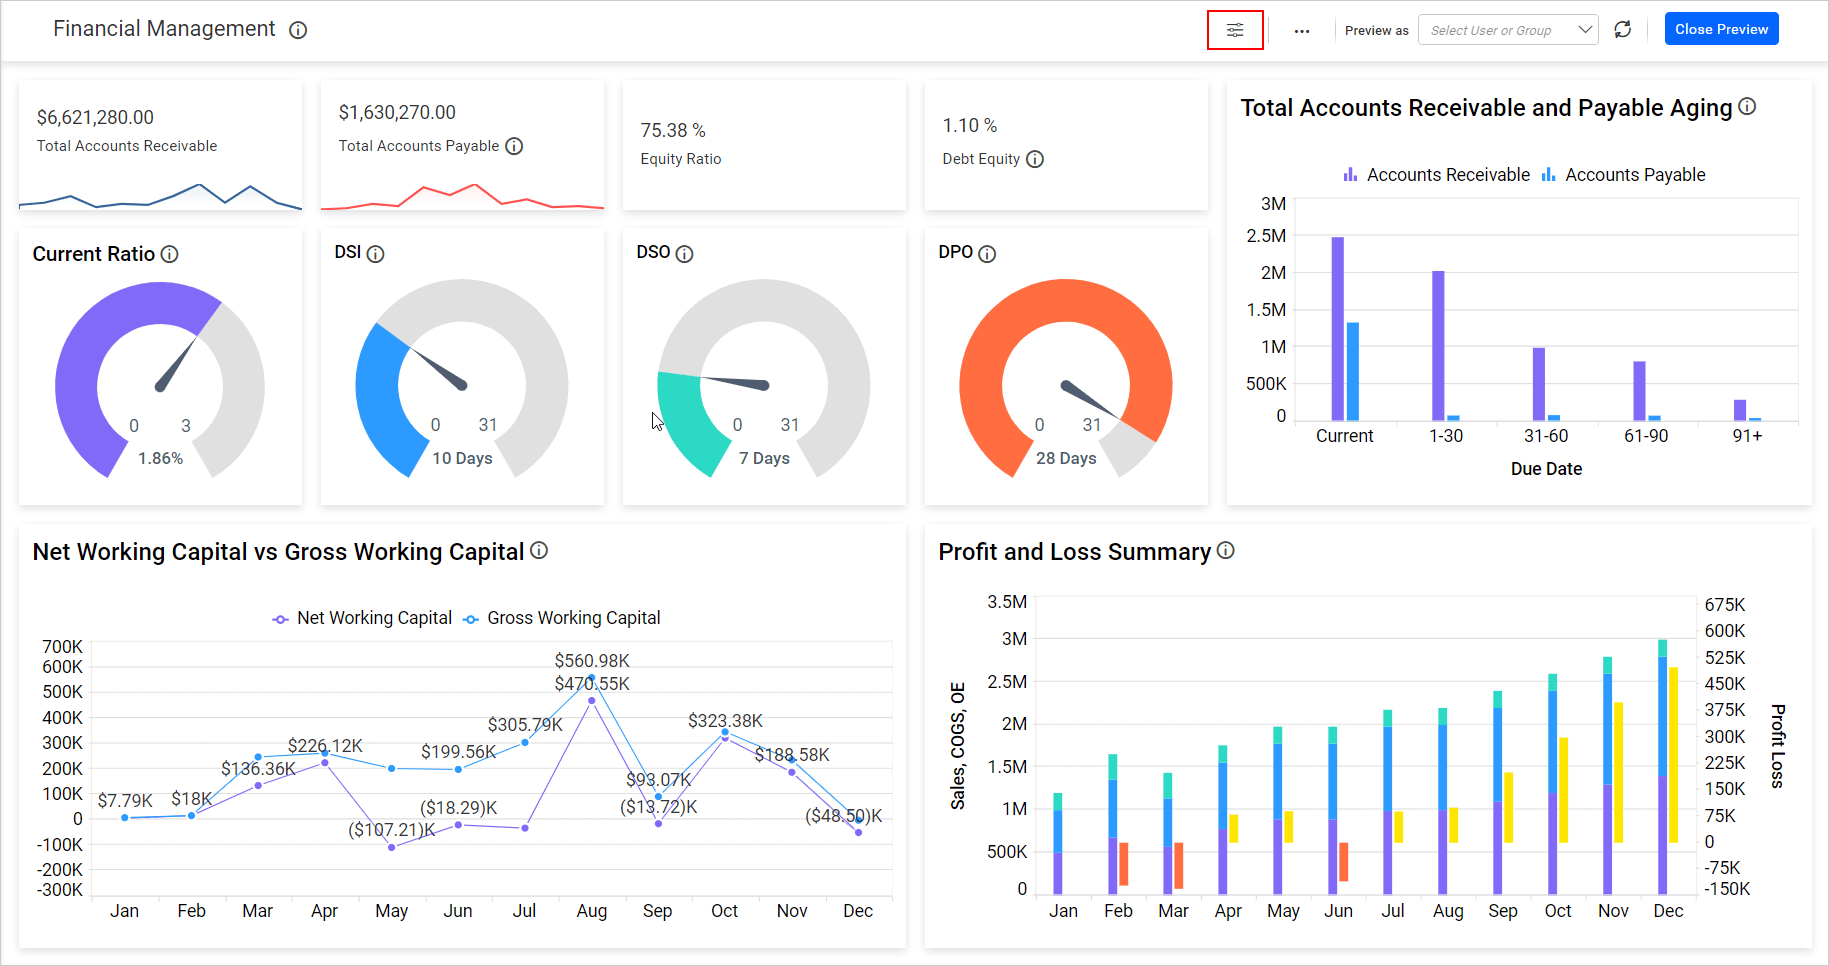 Financial Management
Preview as
Select User or Group
Close Preview
$6,621,280.00
Total Accounts Receivable
$1,630,270.00
Total Accounts Payable
75.38 %
Equity Ratio
1.10 %
Debt Equity
Total Accounts Receivable and Payable Aging
Accounts Receivable
Accounts Payable
3M
2.5M
2M
1.5M
1M
500K
0
Current
1-30
31-60
61-90
91+
Due Date
Current Ratio
0
3
1.86%
DSI
0
31
10 Days
DSO
0
31
7 Days
DPO
0
31
28 Days
Net Working Capital vs Gross Working Capital
Net Working Capital
Gross Working Capital
700K
600K
500K
400K
300K
200K
100K
0
-100K
-200K
-300K
$7.79K
$18K
$136.36K
$226.12K
($107.21)K
$199.56K
($18.29)K
$305.79K
$560.98K
$470.55K
$93.07K
($13.72)K
$323.38K
$188.58K
($48.50)K
Jan
Feb
Mar
Apr
May
Jun
Jul
Aug
Sep
Oct
Nov
Dec
Profit and Loss Summary
Sales, COGS, OE
3.5M
3M
2.5M
2M
1.5M
1M
500K
0
675K
600K
525K
450K
375K
300K
225K
150K
75K
0
-75K
-150K
Profit Loss
Jan
Feb
Mar
Apr
May
Jun
Jul
Aug
Sep
Oct
Nov
Dec